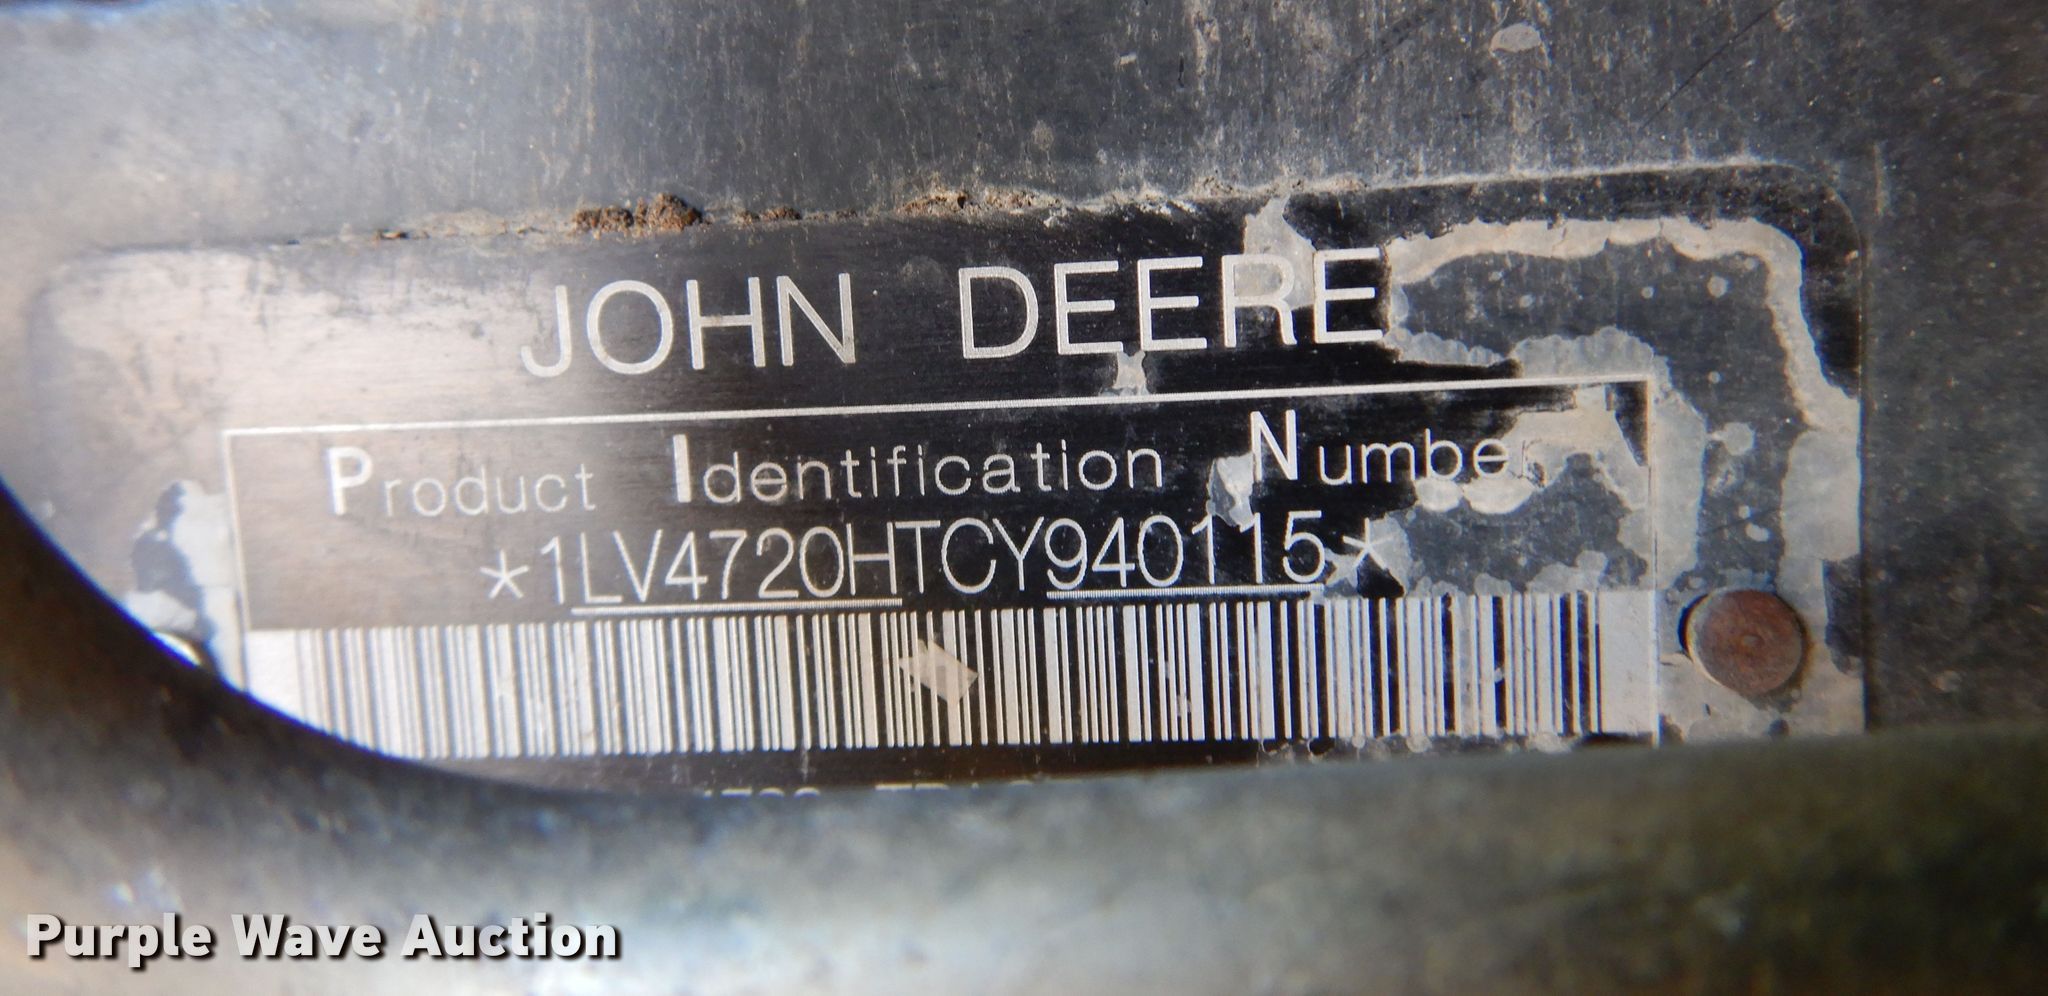 JOHN DEERE
Product Identification Number
*1LV4720HTCY940115*
Purple Wave Auction